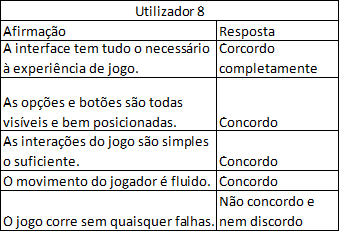 Utilizador 8
Afirmação Resposta
A interface tem tudo o necessário
à experiência de jogo.
Corcordo
completamente
As opções e botões são todas
visíveis e bem posicionadas.
Concordo
As interações do jogo são simples
o suficiente.
Concordo
O movimento do jogador é fluido. Concordo
O jogo corre sem quaisquer falhas.
Não concordo e
nem discordo